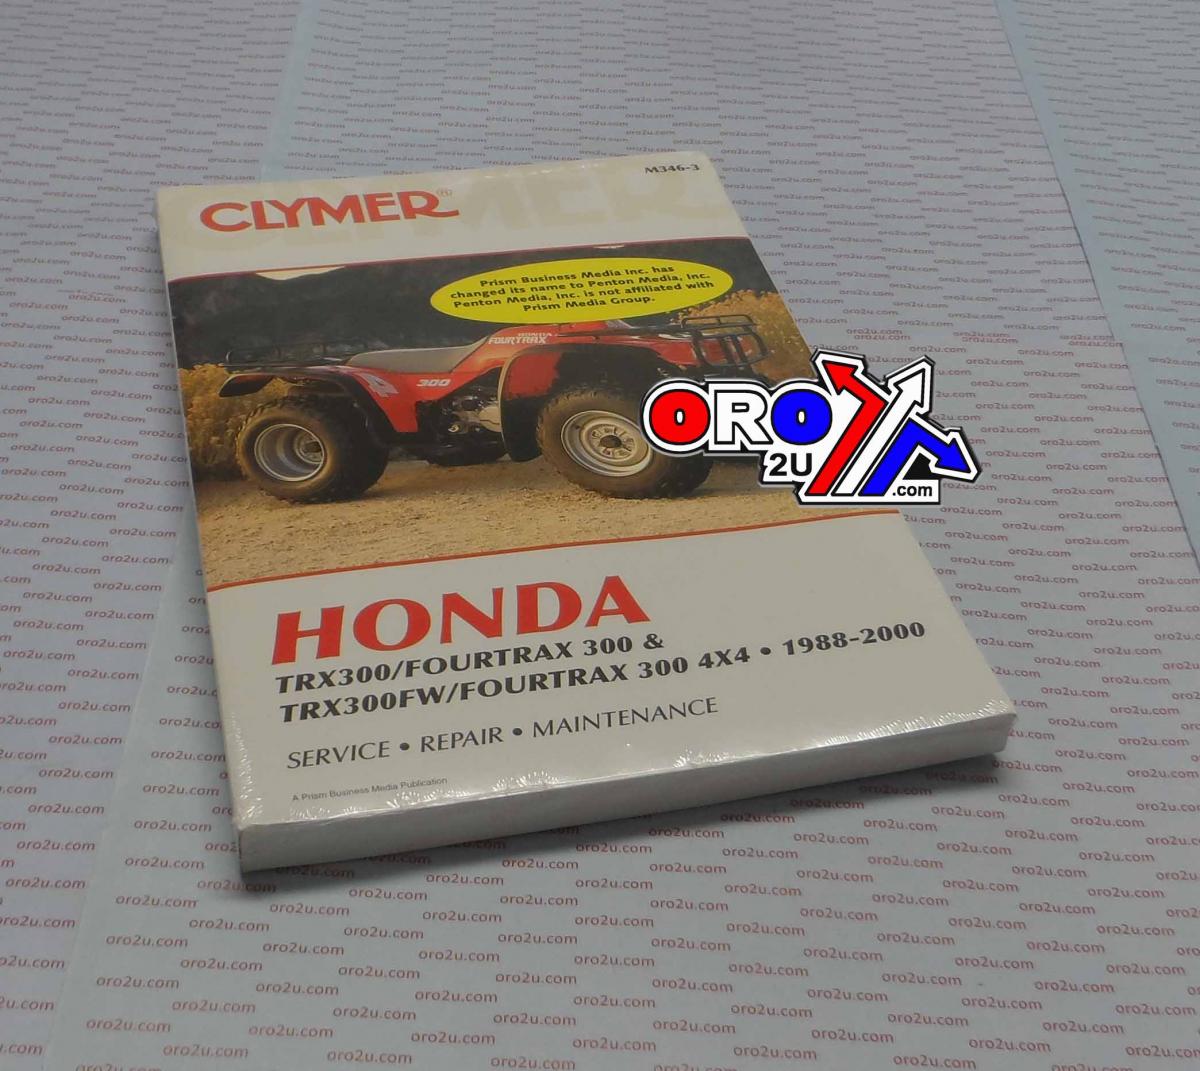 M346-3
CLYMER®
Prism Business Media Inc. has
changed its name to Penton Media, Inc.
Penton Media, Inc. is not affiliated with
Prism Media Group.
HONDA
FOURTRAX
300
ORO
2U
.com
HONDA
TRX300/FOURTRAX 300 &
TRX300FW/FOURTRAX 300 4X4 • 1988-2000
SERVICE • REPAIR • MAINTENANCE
A Prism Business Media Publication
oro2u.com